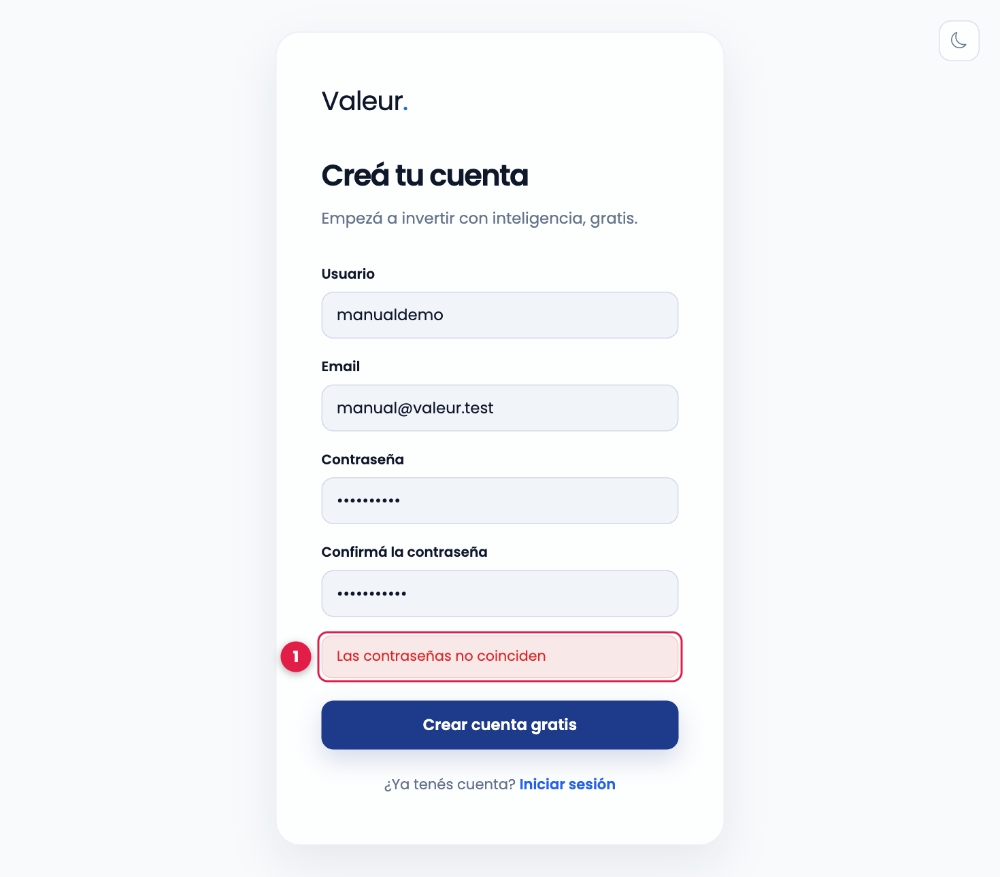 Valeur.
Creá tu cuenta
Empezá a invertir con inteligencia, gratis.
Usuario
manualdemo
Email
manual@valeur.test
Contraseña
••••••••••
Confirmá la contraseña
•••••••••••
1
Las contraseñas no coinciden
Crear cuenta gratis
¿Ya tenés cuenta? Iniciar sesión